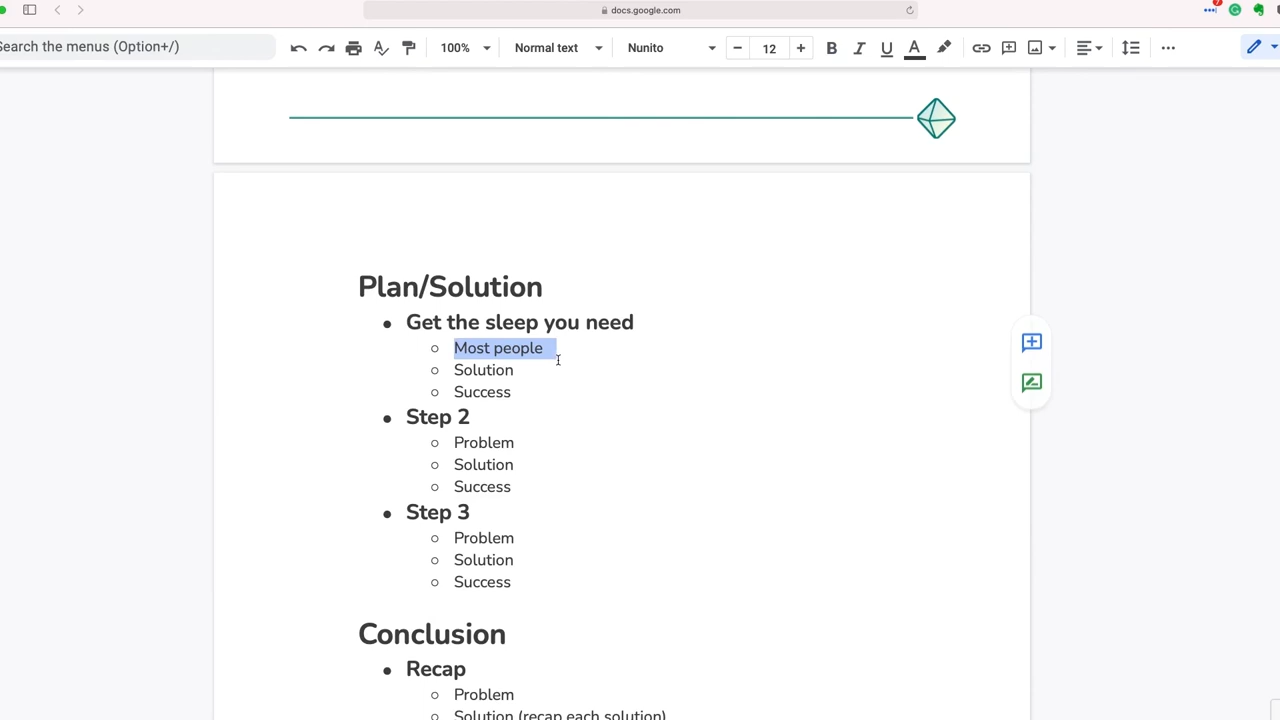 docs.google.com
7
Search the menus (Option+/)
100%
Normal text
Nunito
12
B I U A
Plan/Solution
Get the sleep you need
Most people
Solution
Success
Step 2
Problem
Solution
Success
Step 3
Problem
Solution
Success
Conclusion
Recap
Problem
Solution (recap each solution)